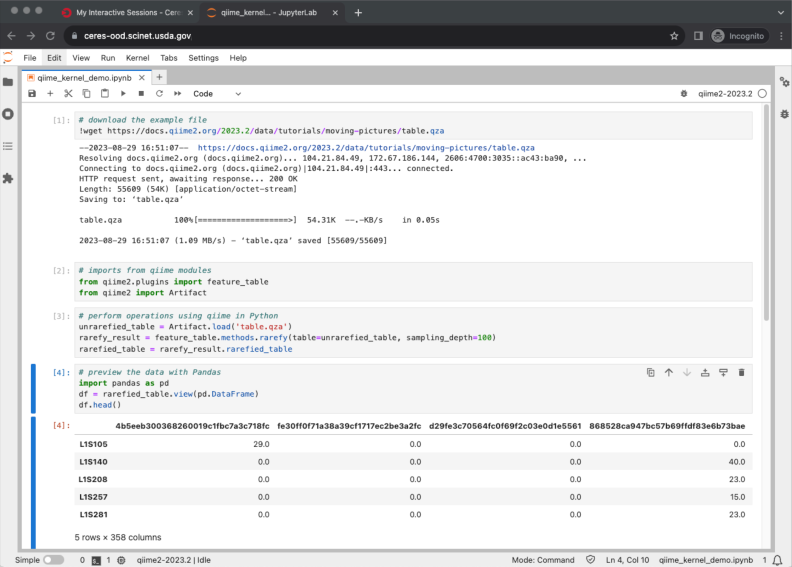 My Interactive Sessions - Cere
qiime_kernel... - JupyterLab
ceres-ood.scinet.usda.gov
Incognito
File Edit View Run Kernel Tabs Settings Help
qiime_kernel_demo.ipynb
Code
qiime2-2023.2
[1]: # download the example file
!wget https://docs.qiime2.org/2023.2/data/tutorials/moving-pictures/table.qza
--2023-08-29 16:51:07-- https://docs.qiime2.org/2023.2/data/tutorials/moving-pictures/table.qza
Resolving docs.qiime2.org (docs.qiime2.org)... 104.21.84.49, 172.67.186.144, 2606:4700:3035::ac43:ba90, ...
Connecting to docs.qiime2.org (docs.qiime2.org)|104.21.84.49|:443... connected.
HTTP request sent, awaiting response... 200 OK
Length: 55609 (54K) [application/octet-stream]
Saving to: ‘table.qza’
table.qza 100%[===================>] 54.31K --.-KB/s in 0.05s
2023-08-29 16:51:07 (1.09 MB/s) - ‘table.qza’ saved [55609/55609]
[2]: # imports from qiime modules
from qiime2.plugins import feature_table
from qiime2 import Artifact
[3]: # perform operations using qiime in Python
unrarefied_table = Artifact.load('table.qza')
rarefy_result = feature_table.methods.rarefy(table=unrarefied_table, sampling_depth=100)
rarefied_table = rarefy_result.rarefied_table
[4]: # preview the data with Pandas
import pandas as pd
df = rarefied_table.view(pd.DataFrame)
df.head()
[4]: 4b5eeb300368260019c1fbc7a3c718fc fe30ff0f71a38a39cf1717ec2be3a2fc d29fe3c70564fc0f69f2c03e0d1e5561 868528ca947bc57b69ffdf83e6b73bae
L1S105 29.0 0.0 0.0 0.0
L1S140 0.0 0.0 0.0 40.0
L1S208 0.0 0.0 0.0 23.0
L1S257 0.0 0.0 0.0 15.0
L1S281 0.0 0.0 0.0 23.0
5 rows × 358 columns
Simple 0 1 qiime2-2023.2 | Idle Mode: Command Ln 4, Col 10 qiime_kernel_demo.ipynb 1